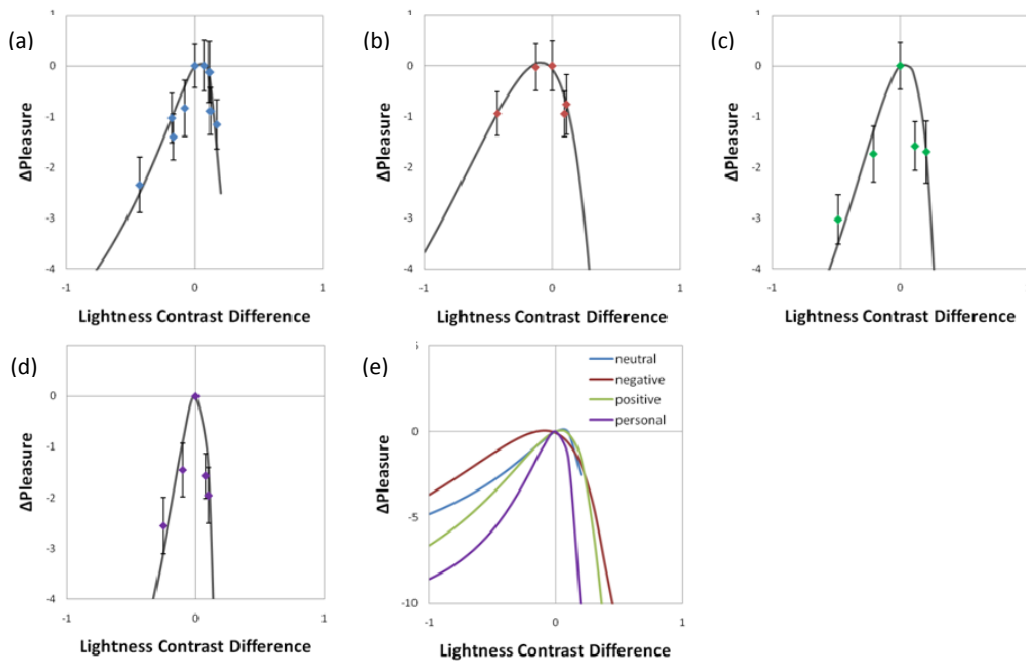 (a)
1
0
-1
-2
-3
-4
-1
0
1
ΔPleasure
Lightness Contrast Difference
(b)
1
0
-1
-2
-3
-4
-1
0
1
ΔPleasure
Lightness Contrast Difference
(c)
1
0
-1
-2
-3
-4
-1
0
1
ΔPleasure
Lightness Contrast Difference
(d)
1
0
-1
-2
-3
-4
-1
0
1
ΔPleasure
Lightness Contrast Difference
(e)
5
0
-5
-10
-1
0
1
neutral
negative
positive
personal
ΔPleasure
Lightness Contrast Difference